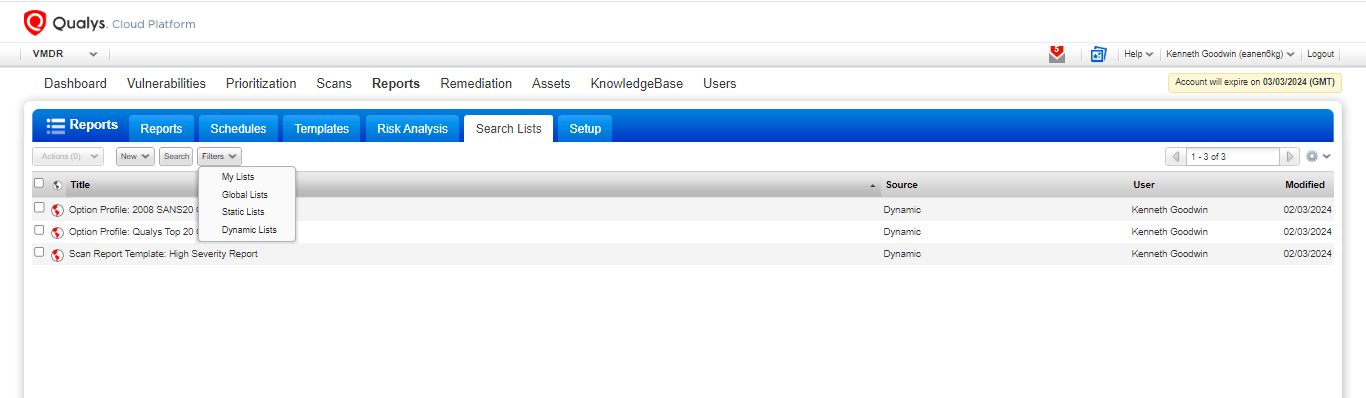 Qualys. Cloud Platform
VMDR
5
Help
Kenneth Goodwin (eanen6kg)
Logout
Dashboard Vulnerabilities Prioritization Scans Reports Remediation Assets KnowledgeBase Users
Account will expire on 03/03/2024 (GMT)
Reports Reports Schedules Templates Risk Analysis Search Lists Setup
Actions (0) New Search Filters 1 - 3 of 3
My Lists
Global Lists
Static Lists
Dynamic Lists
Title Source User Modified
Option Profile: 2008 SANS20 Dynamic Kenneth Goodwin 02/03/2024
Option Profile: Qualys Top 20 Dynamic Kenneth Goodwin 02/03/2024
Scan Report Template: High Severity Report Dynamic Kenneth Goodwin 02/03/2024